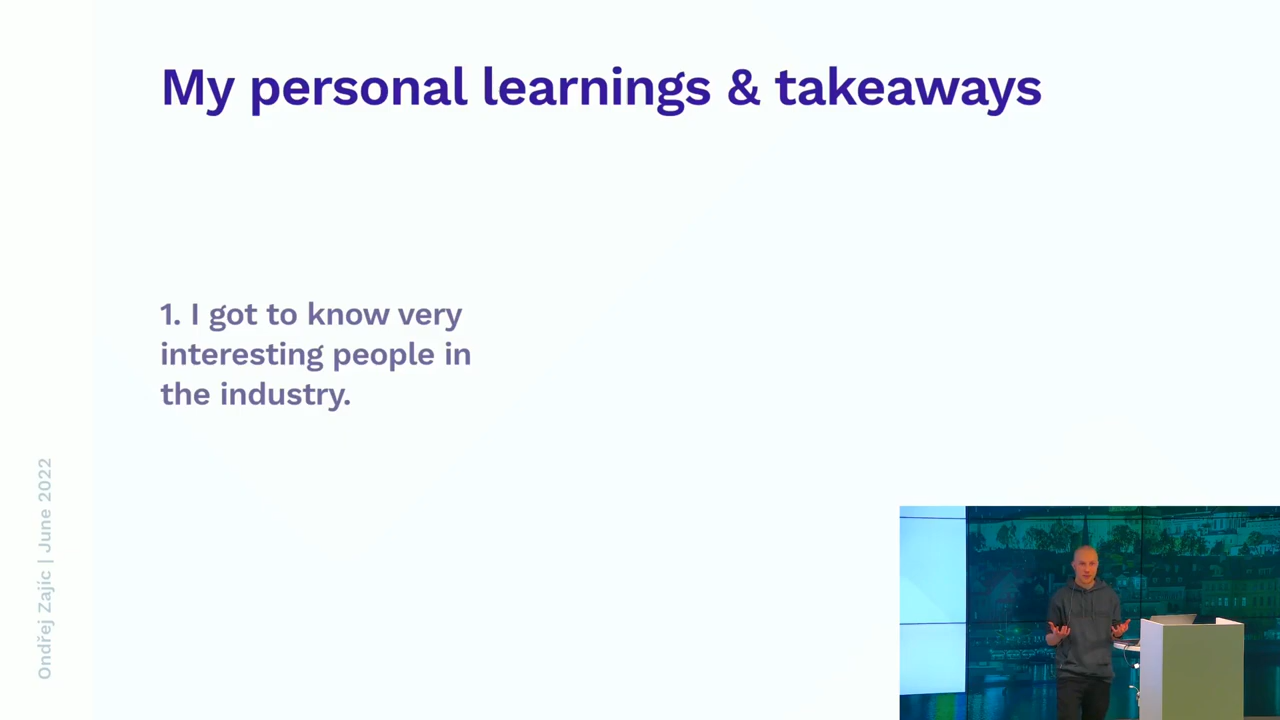 My personal learnings & takeaways
1. I got to know very
interesting people in
the industry.
Ondřej Zajíc | June 2022